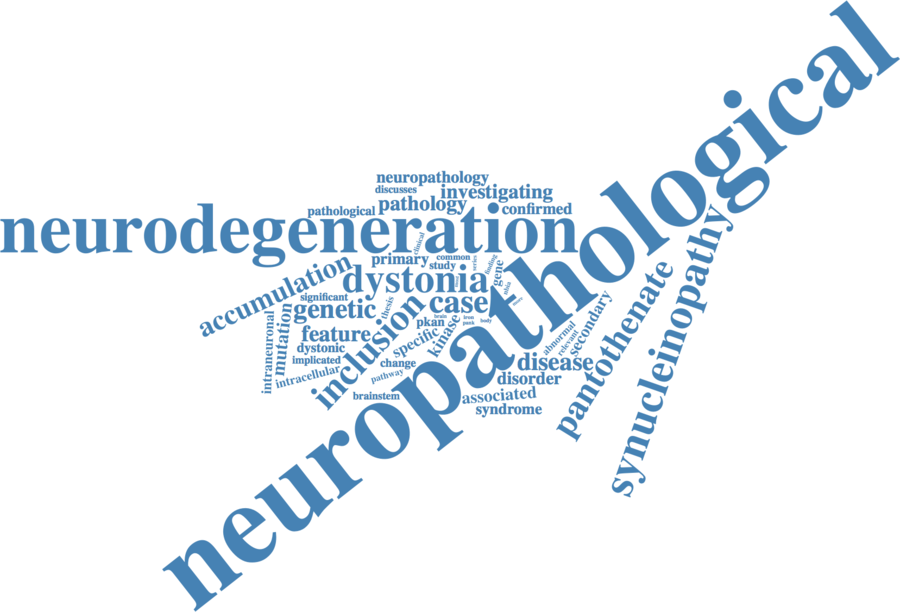 neuropathological
neurodegeneration
synucleinopathy
pantothenate
dystonia
inclusion
accumulation
case
genetic
disease
feature
pathology
investigating
neuropathology
discusses
pathological
confirmed
clinical
primary
common
study
series
finding
gene
significant
thesis
mutation
intraneuronal
dystonic
implicated
intracellular
pkan
brain
iron
pank
body
specific
kinase
change
pathway
brainstem
abnormal
relevant
secondary
disorder
associated
syndrome